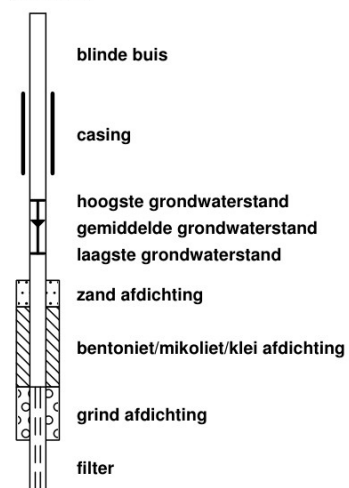 blinde buis
casing
hoogste grondwaterstand
gemiddelde grondwaterstand
laagste grondwaterstand
zand afdichting
bentoniet/mikoliet/klei afdichting
grind afdichting
filter